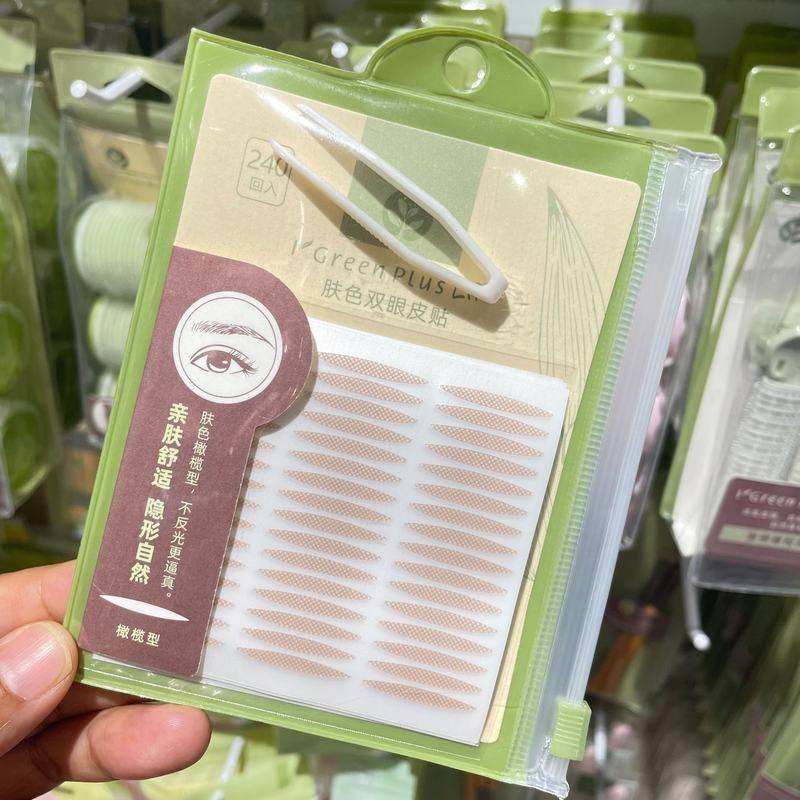 240
回入
Green Plus
肤色双眼皮贴
肤色橄榄型，不反光更逼真。
亲肤舒适 隐形自然
橄榄型
Green